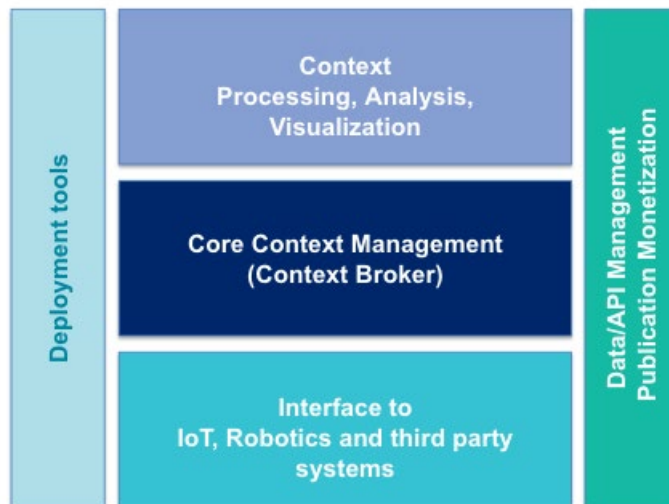 Deployment tools
Context
Processing, Analysis,
Visualization
Core Context Management
(Context Broker)
Interface to
IoT, Robotics and third party
systems
Data/API Management
Publication Monetization